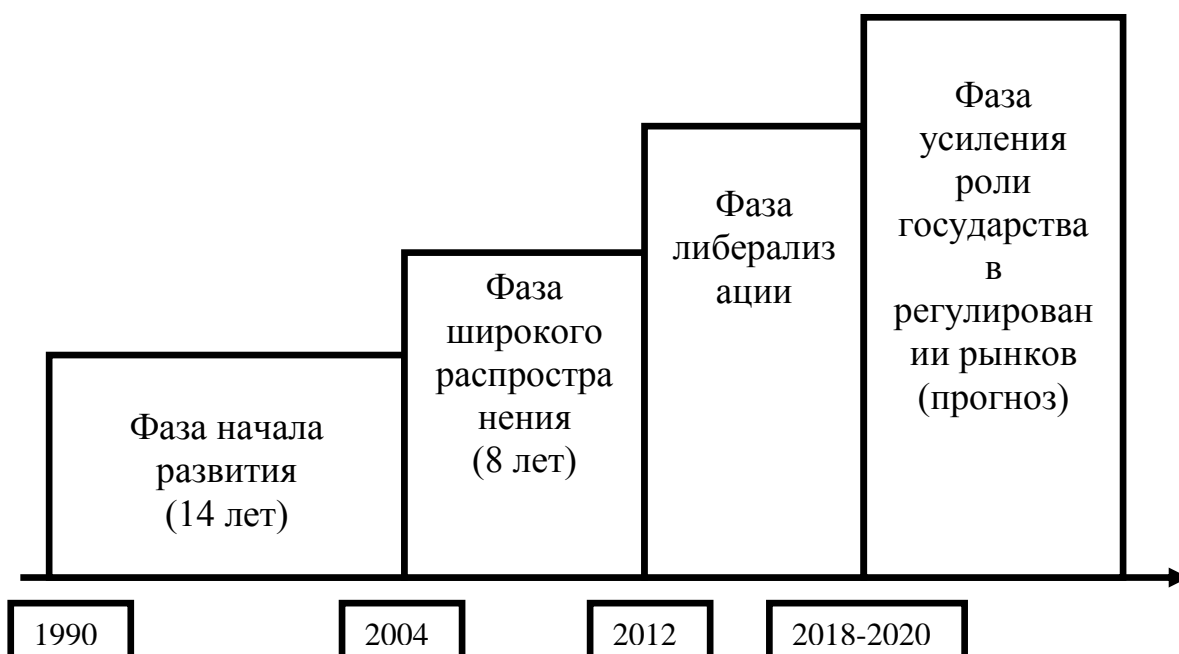 Фаза начала
развития
(14 лет)
Фаза
широкого
распростра
нения
(8 лет)
Фаза
либерализ
ации
Фаза
усиления
роли
государства
в
регулирован
ии рынков
(прогноз)
1990
2004
2012
2018-2020